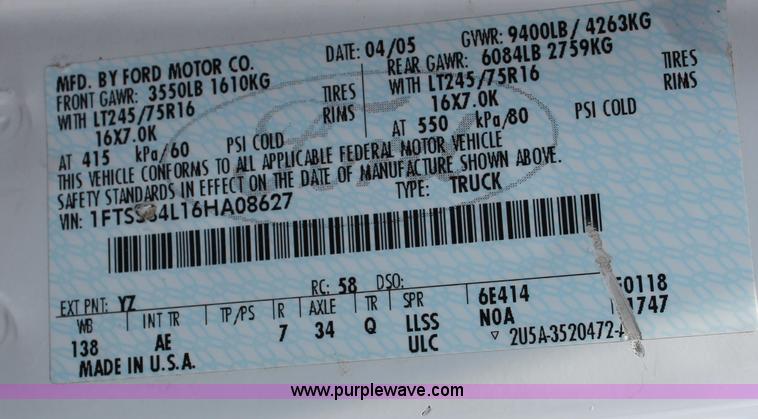 MFD. BY FORD MOTOR CO.
DATE: 04/05
GVWR: 9400LB / 4263KG
FRONT GAWR: 3550LB 1610KG
REAR GAWR: 6084LB 2759KG
WITH LT245/75R16 TIRES
WITH LT245/75R16 TIRES
16X7.0K RIMS
16X7.0K RIMS
AT 415 kPa/60 PSI COLD
AT 550 kPa/80 PSI COLD
THIS VEHICLE CONFORMS TO ALL APPLICABLE FEDERAL MOTOR VEHICLE
SAFETY STANDARDS IN EFFECT ON THE DATE OF MANUFACTURE SHOWN ABOVE.
VIN: 1FTSS34L16HA08627
TYPE: TRUCK
EXT PNT: YZ RC: 58 DSO:
WB INT TR TP/PS R AXLE TR SPR 6E414
138 AE 7 34 Q LLSS N0A
ULC 2U5A-3520472-
MADE IN U.S.A.
www.purplewave.com